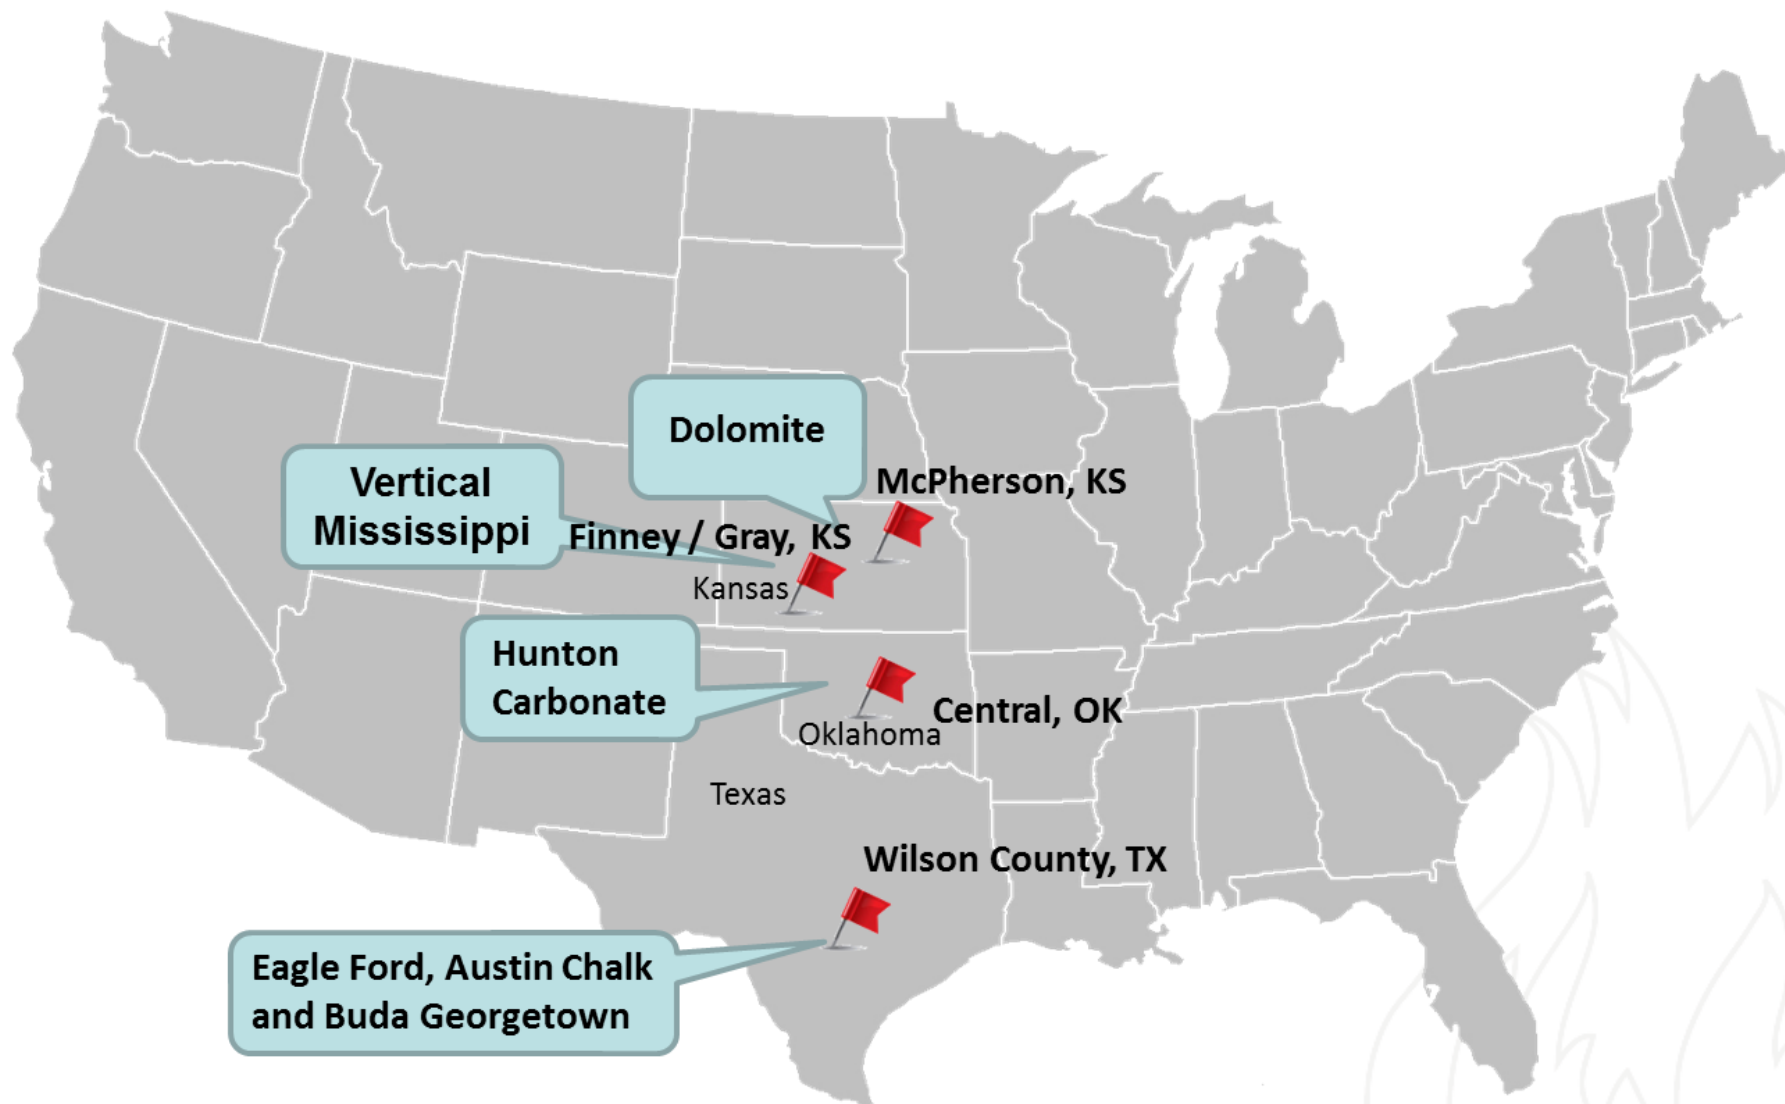 Dolomite
McPherson, KS
Vertical
Mississippi
Finney / Gray, KS
Kansas
Hunton
Carbonate
Central, OK
Oklahoma
Texas
Wilson County, TX
Eagle Ford, Austin Chalk
and Buda Georgetown